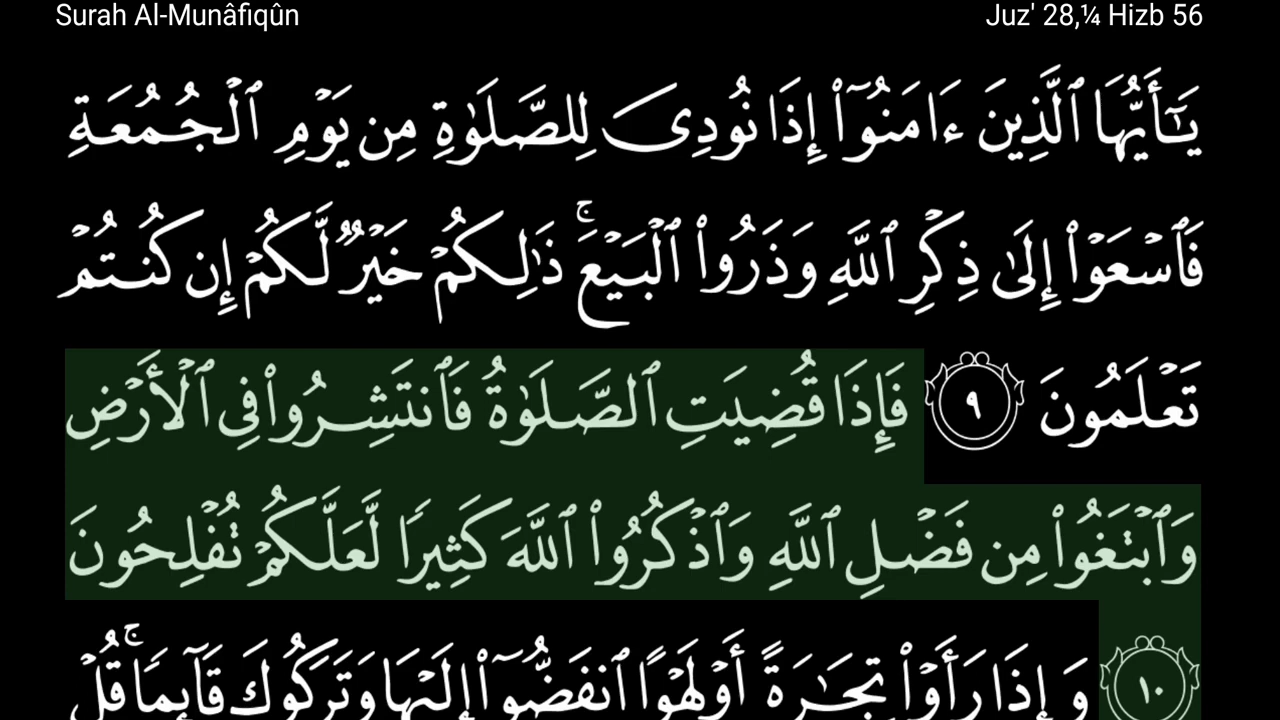 Surah Al-Munâfiqûn Juz' 28,¼ Hizb 56
يَـٰٓأَيُّهَا ٱلَّذِينَ ءَامَنُوٓا۟ إِذَا نُودِىَ لِلصَّلَوٰةِ مِن يَوْمِ ٱلْجُمُعَةِ
فَٱسْعَوْا۟ إِلَىٰ ذِكْرِ ٱللَّهِ وَذَرُوا۟ ٱلْبَيْعَ ۚ ذَٰلِكُمْ خَيْرٌ لَّكُمْ إِن كُنتُمْ
تَعْلَمُونَ ٩ فَإِذَا قُضِيَتِ ٱلصَّلَوٰةُ فَٱنتَشِرُوا۟ فِى ٱلْأَرْضِ
وَٱبْتَغُوا۟ مِن فَضْلِ ٱللَّهِ وَٱذْكُرُوا۟ ٱللَّهَ كَثِيرًا لَّعَلَّكُمْ تُفْلِحُونَ
١٠ وَإِذَا رَأَوْا۟ تِجَـٰرَةً أَوْ لَهْوًا ٱنفَضُّوٓا۟ إِلَيْهَا وَتَرَكُوكَ قَآئِمًا ۚ قُلْ